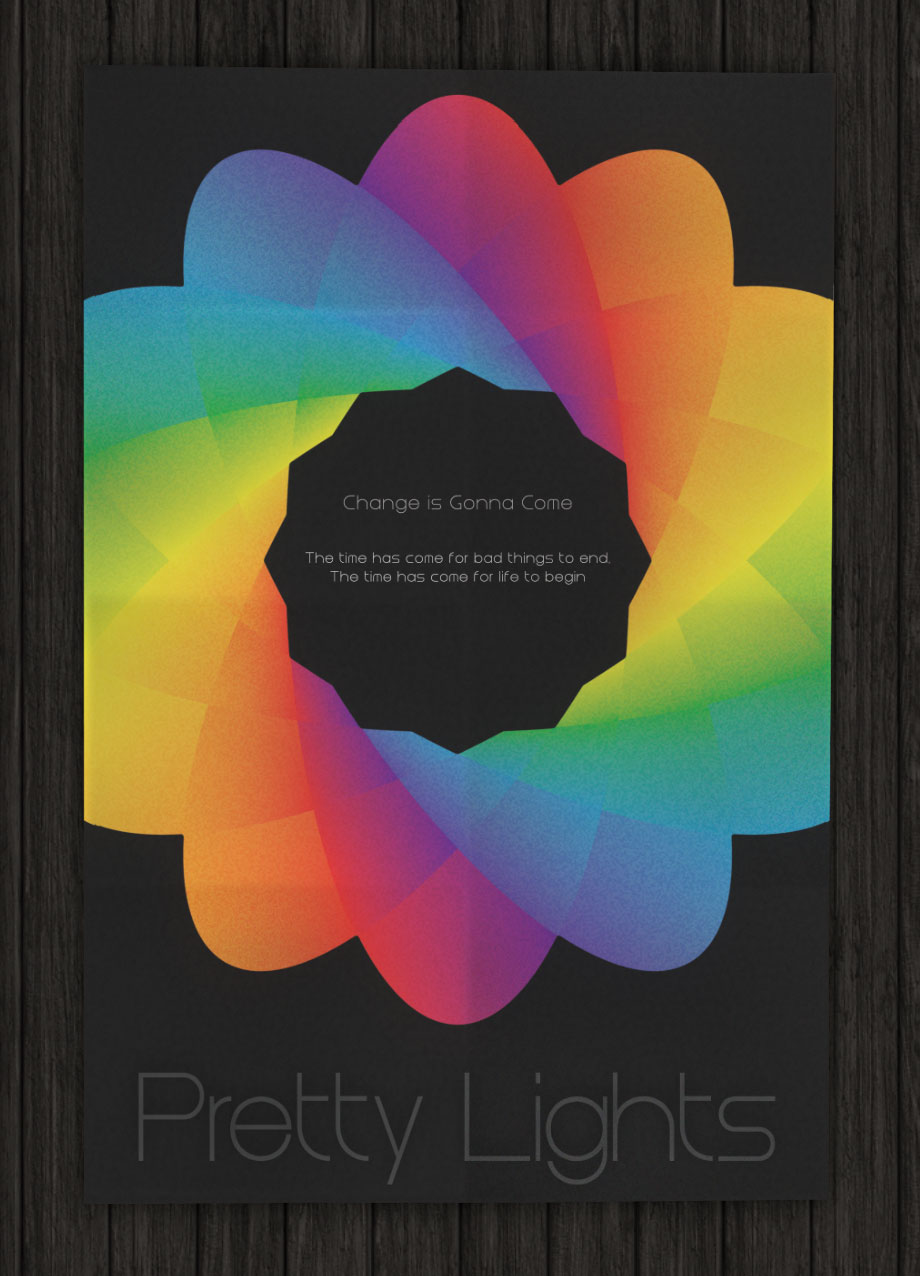 Change is Gonna Come
The time has come for bad things to end.
The time has come for life to begin
Pretty Lights